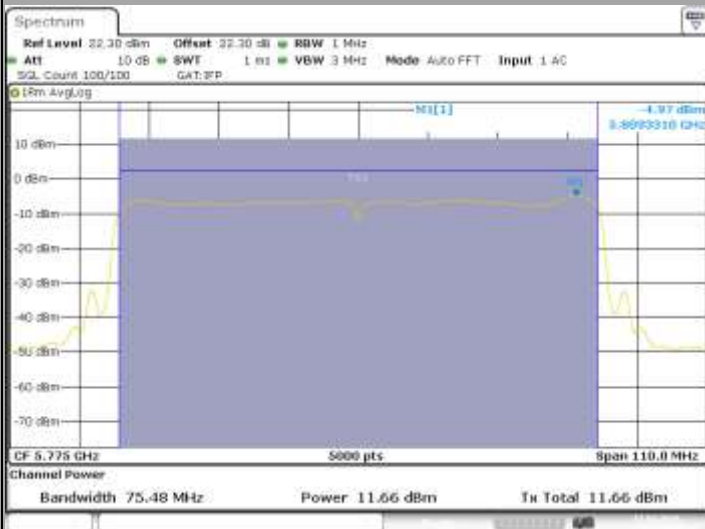 Spectrum
Ref Level 22.30 dBm Offset 22.30 dB RBW 1 MHz
Att 10 dB SWT 1 ms VBW 3 MHz Mode Auto FFT Input 1 AC
SGL Count 100/100 GAT:IFP
1Rm AvgLog
M1[1] -4.97 dBm
10 dBm
0 dBm
-10 dBm
-20 dBm
-30 dBm
-40 dBm
-50 dBm
-60 dBm
-70 dBm
CF 5.775 GHz 5000 pts Span 110.0 MHz
Channel Power
Bandwidth 75.48 MHz Power 11.66 dBm Tx Total 11.66 dBm